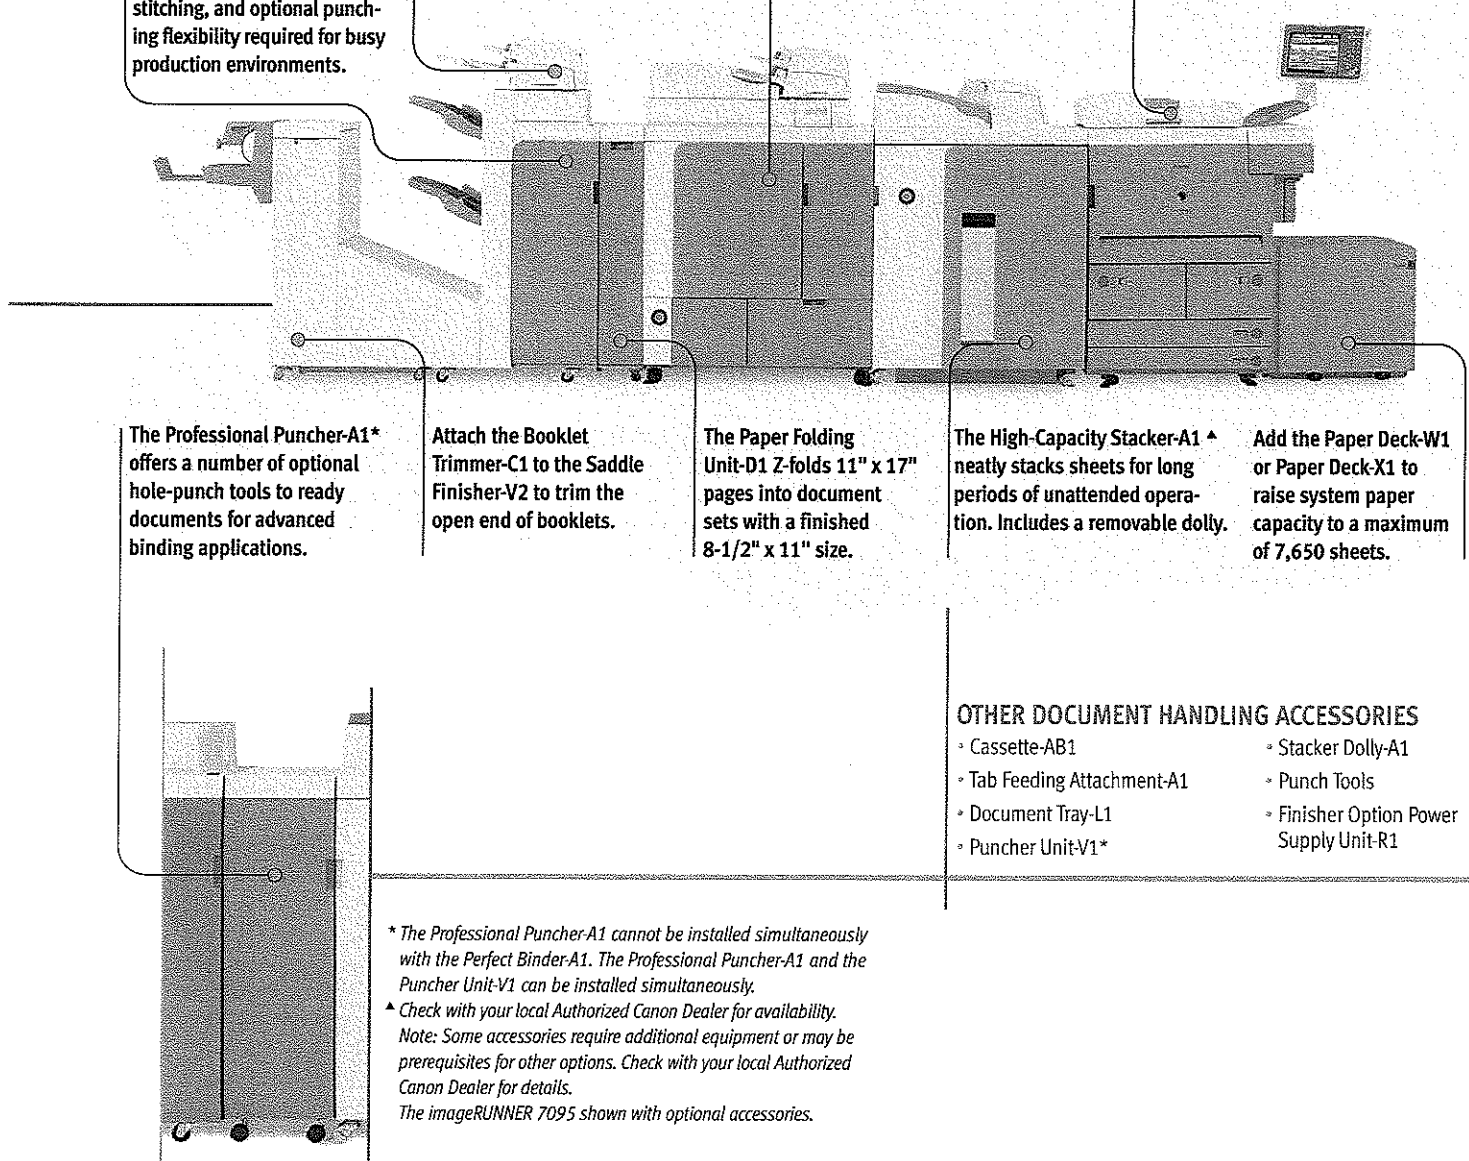 stitching, and optional punch-
ing flexibility required for busy
production environments.
The Professional Puncher-A1*
offers a number of optional
hole-punch tools to ready
documents for advanced
binding applications.
Attach the Booklet
Trimmer-C1 to the Saddle
Finisher-V2 to trim the
open end of booklets.
The Paper Folding
Unit-D1 Z-folds 11" x 17"
pages into document
sets with a finished
8-1/2" x 11" size.
The High-Capacity Stacker-A1 ▲
neatly stacks sheets for long
periods of unattended opera-
tion. Includes a removable dolly.
Add the Paper Deck-W1
or Paper Deck-X1 to
raise system paper
capacity to a maximum
of 7,650 sheets.
OTHER DOCUMENT HANDLING ACCESSORIES
• Cassette-AB1
• Tab Feeding Attachment-A1
• Document Tray-L1
• Puncher Unit-V1*
• Stacker Dolly-A1
• Punch Tools
• Finisher Option Power
Supply Unit-R1
* The Professional Puncher-A1 cannot be installed simultaneously
with the Perfect Binder-A1. The Professional Puncher-A1 and the
Puncher Unit-V1 can be installed simultaneously.
▲ Check with your local Authorized Canon Dealer for availability.
Note: Some accessories require additional equipment or may be
prerequisites for other options. Check with your local Authorized
Canon Dealer for details.
The imageRUNNER 7095 shown with optional accessories.